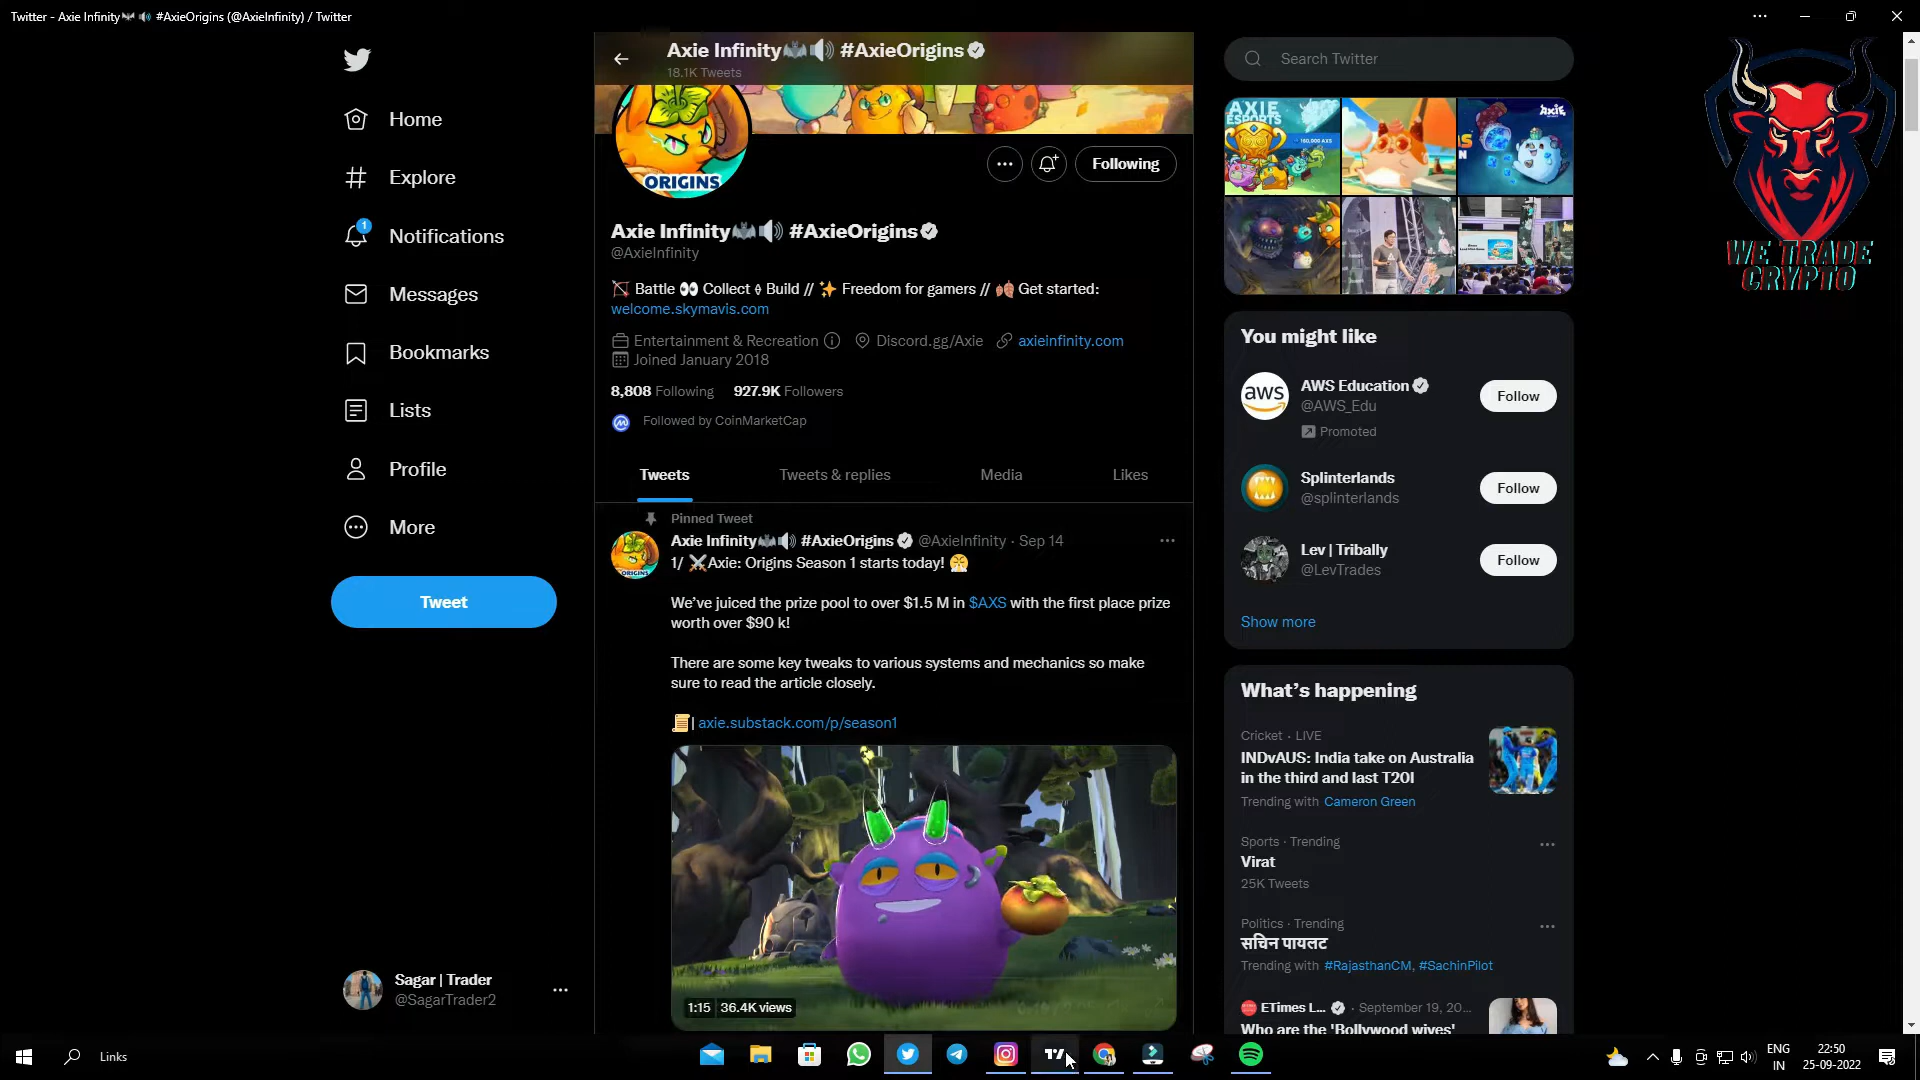 Twitter - Axie Infinity🦇🔊 #AxieOrigins (@AxieInfinity) / Twitter
Axie Infinity🦇🔊 #AxieOrigins
18.1K Tweets
Search Twitter
Home
Explore
1
Notifications
Messages
Bookmarks
Lists
Profile
More
Tweet
Sagar | Trader
@SagarTrader2
ORIGINS
Following
Axie Infinity🦇🔊 #AxieOrigins
@AxieInfinity
Battle 👀 Collect Build // ✨ Freedom for gamers // Get started:
welcome.skymavis.com
Entertainment & Recreation Discord.gg/Axie axieinfinity.com
Joined January 2018
8,808 Following 927.9K Followers
Followed by CoinMarketCap
Tweets Tweets & replies Media Likes
Pinned Tweet
Axie Infinity🦇🔊 #AxieOrigins @AxieInfinity · Sep 14
1/ ⚔️Axie: Origins Season 1 starts today! 😤
We've juiced the prize pool to over $1.5 M in $AXS with the first place prize
worth over $90 k!
There are some key tweaks to various systems and mechanics so make
sure to read the article closely.
📜| axie.substack.com/p/season1
1:15 36.4K views
AXIE
ESPORTS
AXIE
You might like
aws
AWS Education
@AWS_Edu
Promoted
Follow
Splinterlands
@splinterlands
Follow
Lev | Tribally
@LevTrades
Follow
Show more
What's happening
Cricket · LIVE
INDvAUS: India take on Australia
in the third and last T20I
Trending with Cameron Green
Sports · Trending
Virat
25K Tweets
Politics · Trending
सचिन पायलट
Trending with #RajasthanCM, #SachinPilot
ETimes L... · September 19, 20...
Who are the 'Bollywood wives'
WE TRADE
CRYPTO
Links
ENG
IN
22:50
25-09-2022